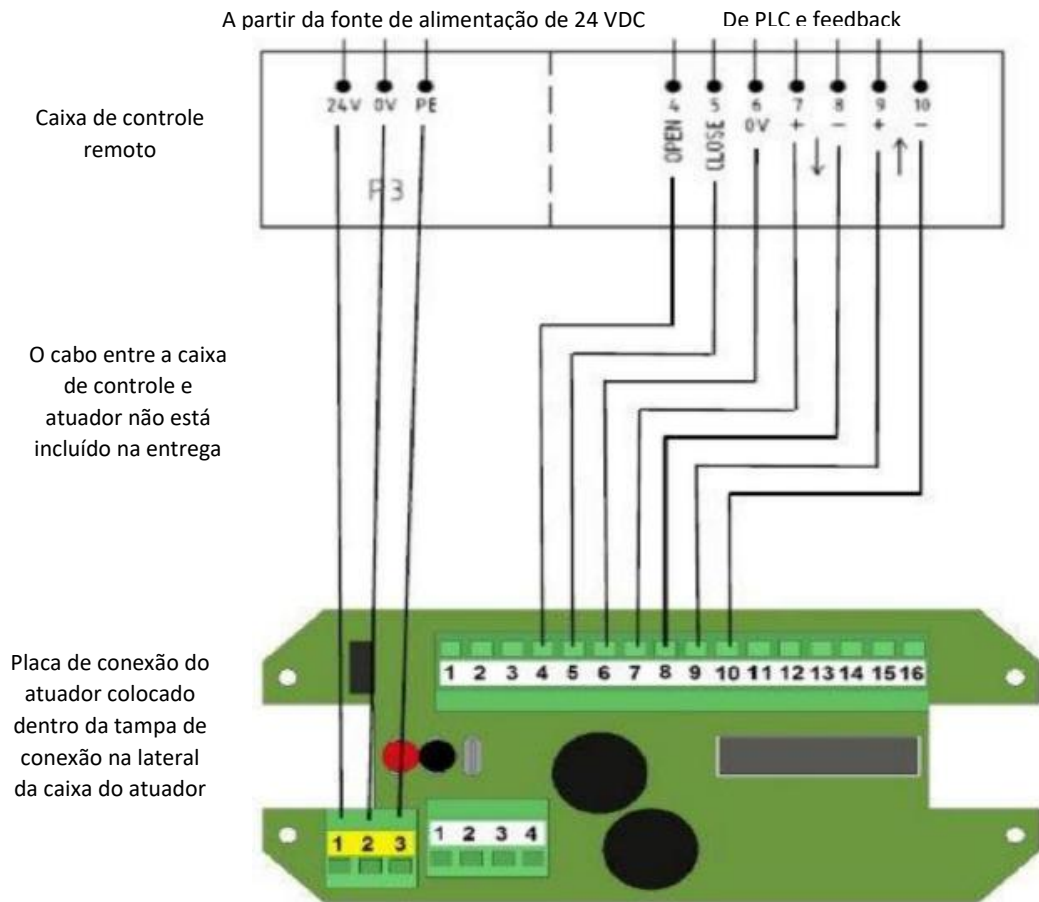 A partir da fonte de alimentação de 24 VDC
De PLC e feedback
Caixa de controle
remoto
24V 0V PE
P3
4 5 6 7 8 9 10
OPEN CLOSE 0V + - + -
O cabo entre a caixa
de controle e
atuador não está
incluído na entrega
Placa de conexão do
atuador colocado
dentro da tampa de
conexão na lateral
da caixa do atuador
1 2 3 4 5 6 7 8 9 10 11 12 13 14 15 16
1 2 3
1 2 3 4